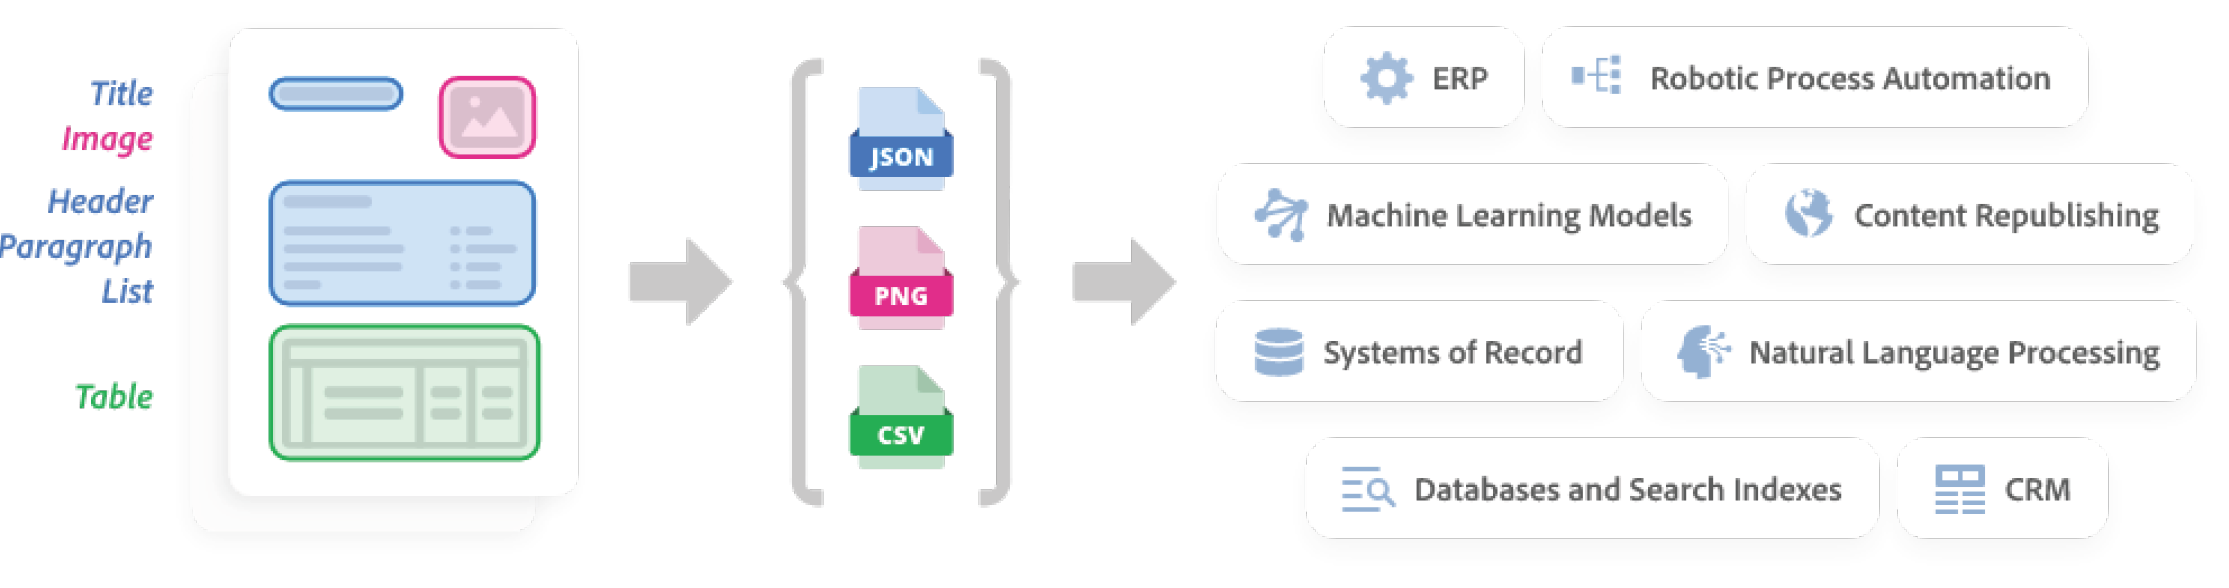 Title
Image
Header
Paragraph
List
Table
JSON
PNG
CSV
ERP
Robotic Process Automation
Machine Learning Models
Content Republishing
Systems of Record
Natural Language Processing
Databases and Search Indexes
CRM